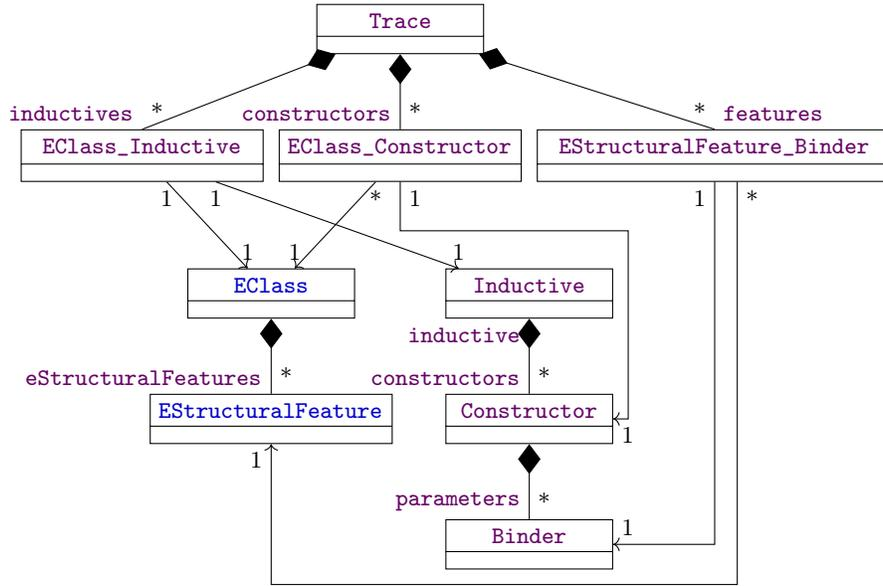 Trace
inductives * constructors * * features
EClass_Inductive EClass_Constructor EStructuralFeature_Binder
1 1 * 1 1 *
1 1 1
EClass Inductive
inductive
eStructuralFeatures * constructors *
EStructuralFeature Constructor
1 1
parameters * 1
Binder